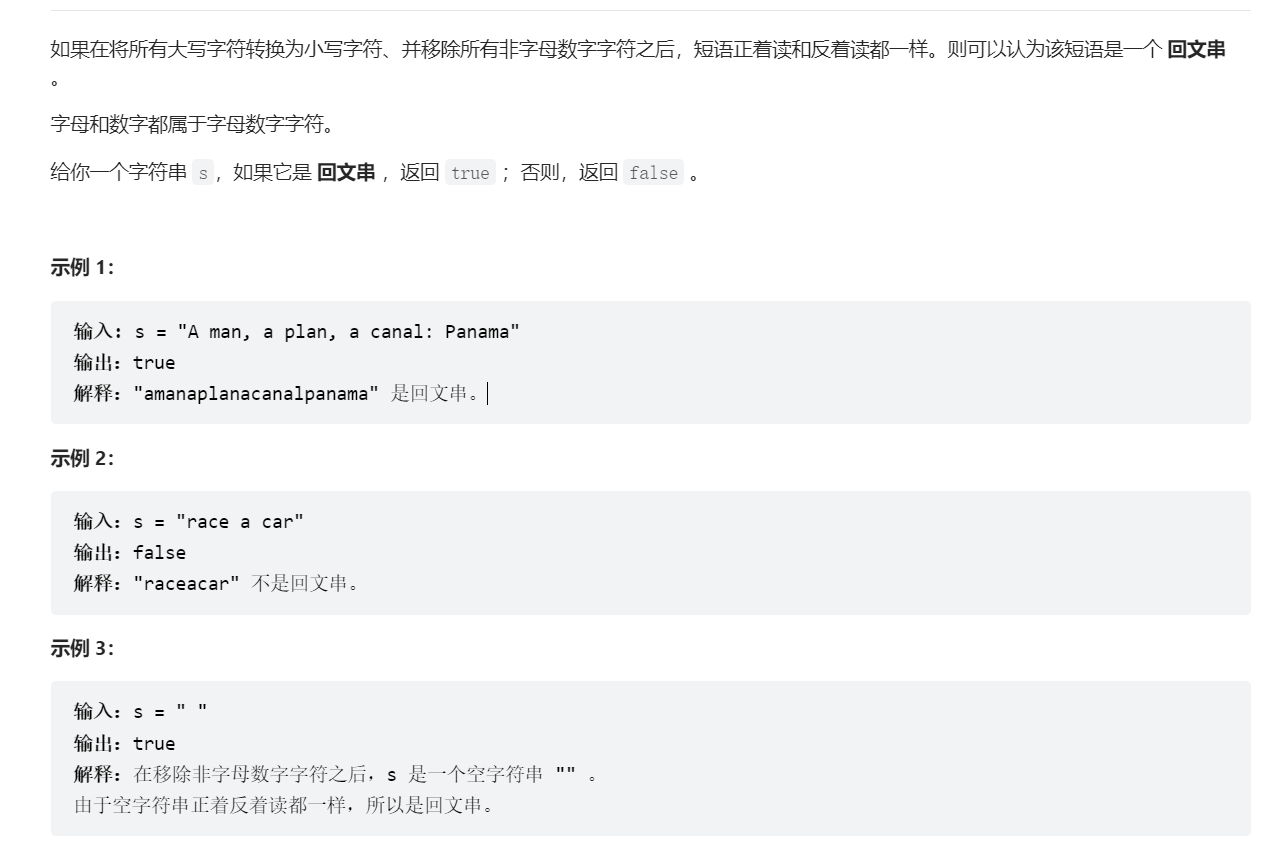 如果在将所有大写字符转换为小写字符、并移除所有非字母数字字符之后，短语正着读和反着读都一样。则可以认为该短语是一个 回文串
。
字母和数字都属于字母数字字符。
给你一个字符串 s，如果它是 回文串 ，返回 true ；否则，返回 false 。
示例 1：
输入: s = "A man, a plan, a canal: Panama"
输出：true
解释："amanaplanacanalpanama" 是回文串。
示例 2：
输入：s = "race a car"
输出：false
解释："raceacar" 不是回文串。
示例 3：
输入：s = " "
输出：true
解释：在移除非字母数字字符之后，s 是一个空字符串 "" 。
由于空字符串正着反着读都一样，所以是回文串。